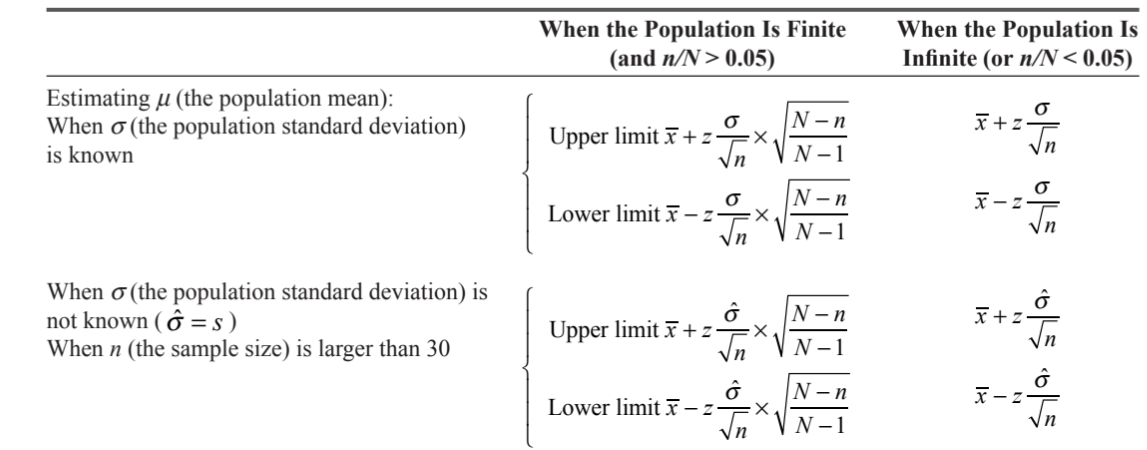 When the Population Is Finite
(and n/N > 0.05)
When the Population Is
Infinite (or n/N < 0.05)
Estimating μ (the population mean):
When σ (the population standard deviation)
is known
Upper limit x̅ + z σ/√n × √((N – n)/(N – 1))
x̅ + z σ/√n
Lower limit x̅ – z σ/√n × √((N – n)/(N – 1))
x̅ – z σ/√n
When σ (the population standard deviation) is
not known ( σ̂ = s )
When n (the sample size) is larger than 30
Upper limit x̅ + z σ̂/√n × √((N – n)/(N – 1))
x̅ + z σ̂/√n
Lower limit x̅ – z σ̂/√n × √((N – n)/(N – 1))
x̅ – z σ̂/√n